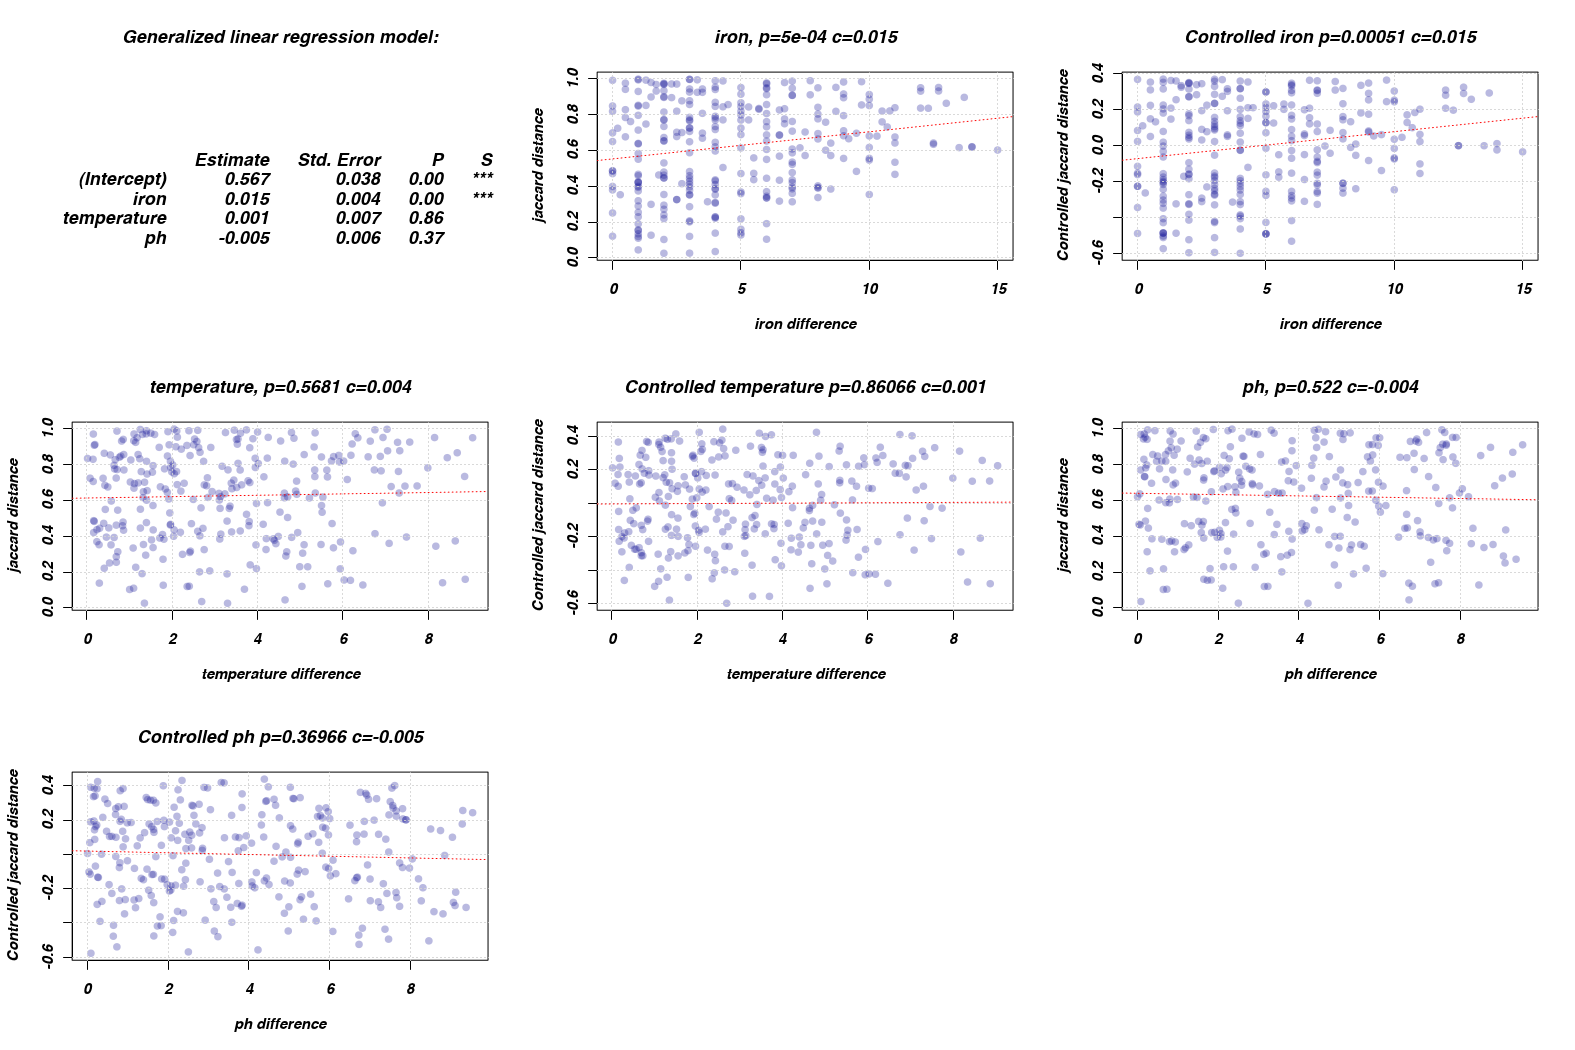 Generalized linear regression model:
Estimate Std. Error P S
(Intercept) 0.567 0.038 0.00 ***
iron 0.015 0.004 0.00 ***
temperature 0.001 0.007 0.86
ph -0.005 0.006 0.37
iron, p=5e-04 c=0.015
jaccard distance
1.0
0.8
0.6
0.4
0.2
0.0
0 5 10 15
iron difference
Controlled iron p=0.00051 c=0.015
Controlled jaccard distance
0.4
0.2
0.0
-0.2
-0.6
0 5 10 15
iron difference
temperature, p=0.5681 c=0.004
jaccard distance
1.0
0.8
0.6
0.4
0.2
0.0
0 2 4 6 8
temperature difference
Controlled temperature p=0.86066 c=0.001
Controlled jaccard distance
0.4
0.2
-0.2
-0.6
0 2 4 6 8
temperature difference
ph, p=0.522 c=-0.004
jaccard distance
1.0
0.8
0.6
0.4
0.2
0.0
0 2 4 6 8
ph difference
Controlled ph p=0.36966 c=-0.005
Controlled jaccard distance
0.4
0.2
-0.2
-0.6
0 2 4 6 8
ph difference